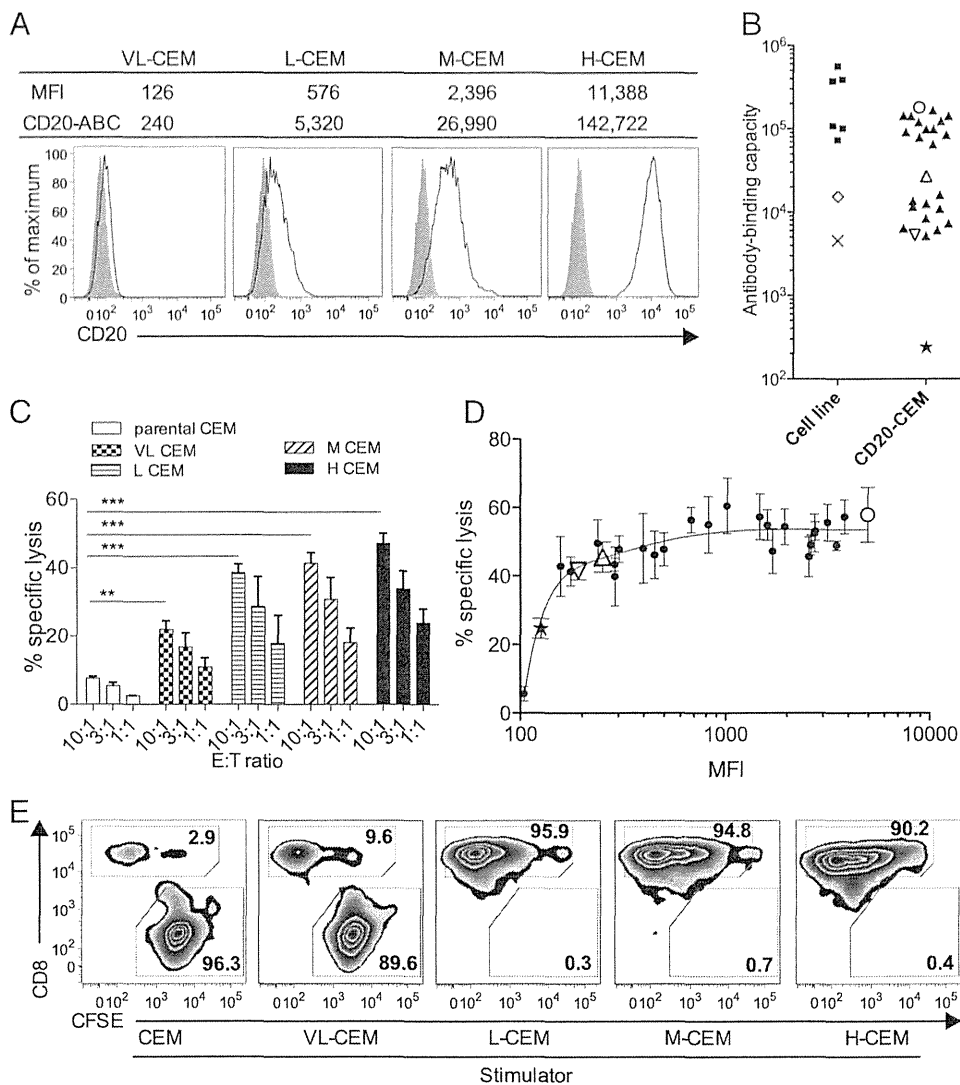 A
VL-CEM L-CEM M-CEM H-CEM
MFI 126 576 2,396 11,388
CD20-ABC 240 5,320 26,990 142,722
% of maximum
100
80
60
40
20
0
0 10² 10³ 10⁴ 10⁵
0 10² 10³ 10⁴ 10⁵
0 10² 10³ 10⁴ 10⁵
0 10² 10³ 10⁴ 10⁵
CD20
B
Antibody-binding capacity
10⁶
10⁵
10⁴
10³
10²
Cell line
CD20-CEM
C
parental CEM
VL CEM
L CEM
M CEM
H CEM
% specific lysis
60
40
20
0
***
***
***
**
10:1 3:1 1:1 10:1 3:1 1:1 10:1 3:1 1:1 10:1 3:1 1:1 10:1 3:1 1:1
E:T ratio
D
% specific lysis
80
60
40
20
0
100 1000 10000
MFI
E
CD8
10⁵
10⁴
10³
10²
0
2.9 9.6 95.9 94.8 90.2
96.3 89.6 0.3 0.7 0.4
0 10² 10³ 10⁴ 10⁵
0 10² 10³ 10⁴ 10⁵
0 10² 10³ 10⁴ 10⁵
0 10² 10³ 10⁴ 10⁵
0 10² 10³ 10⁴ 10⁵
CFSE
CEM VL-CEM L-CEM M-CEM H-CEM
Stimulator